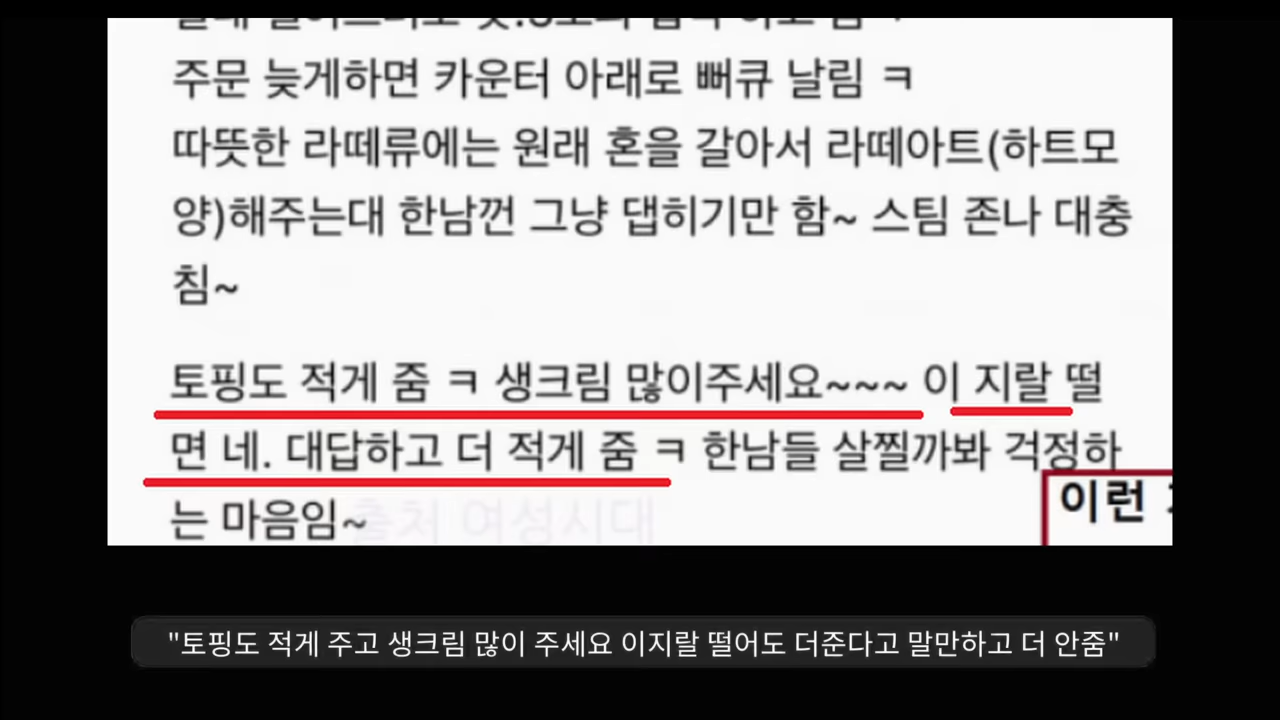 주문 늦게하면 카운터 아래로 뻐큐 날림 ㅋ
따뜻한 라떼류에는 원래 혼을 갈아서 라떼아트(하트모
양)해주는대 한남껀 그냥 댑히기만 함~ 스팀 존나 대충
침~
토핑도 적게 줌 ㅋ 생크림 많이주세요~~~ 이 지랄 떨
면 네. 대답하고 더 적게 줌 ㅋ 한남들 살찔까봐 걱정하
는 마음임~
출처 여성시대
이런
"토핑도 적게 주고 생크림 많이 주세요 이지랄 떨어도 더준다고 말만하고 더 안줌"